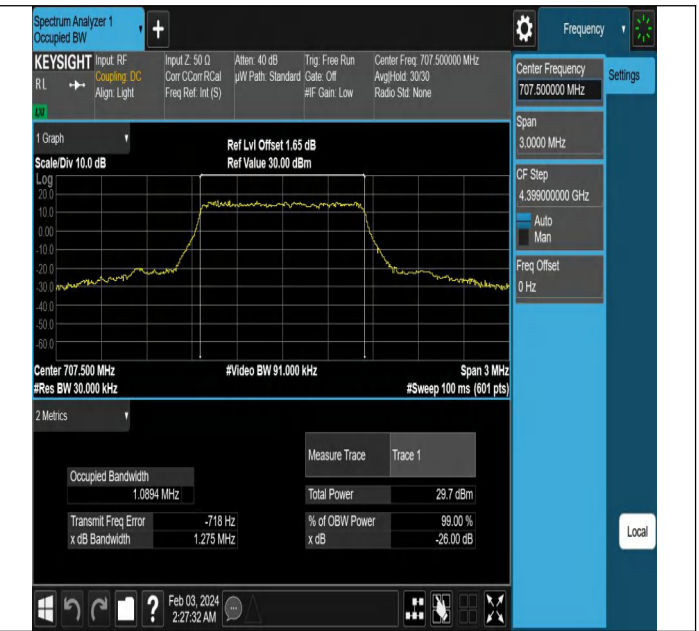 Spectrum Analyzer 1
Occupied BW
Frequency
KEYSIGHT
RL
Input: RF
Coupling: DC
Align: Light
Input Z: 50 Ω
Corr CCorr RCal
Freq Ref: Int (S)
Atten: 40 dB
µW Path: Standard
Trig: Free Run
Gate: Off
#IF Gain: Low
Center Freq: 707.500000 MHz
Avg|Hold: 30/30
Radio Std: None
1 Graph
Scale/Div 10.0 dB
Ref Lvl Offset 1.65 dB
Ref Value 30.00 dBm
Log
20.0
10.0
0.00
-10.0
-20.0
-30.0
-40.0
-50.0
-60.0
Center 707.500 MHz
#Video BW 91.000 kHz
Span 3 MHz
#Res BW 30.000 kHz
#Sweep 100 ms (601 pts)
2 Metrics
Measure Trace Trace 1
Occupied Bandwidth
1.0894 MHz
Total Power 29.7 dBm
Transmit Freq Error -718 Hz
% of OBW Power 99.00 %
x dB Bandwidth 1.275 MHz
x dB -26.00 dB
Feb 03, 2024
2:27:32 AM
Center Frequency
707.500000 MHz
Settings
Span
3.0000 MHz
CF Step
4.399000000 GHz
Auto
Man
Freq Offset
0 Hz
Local